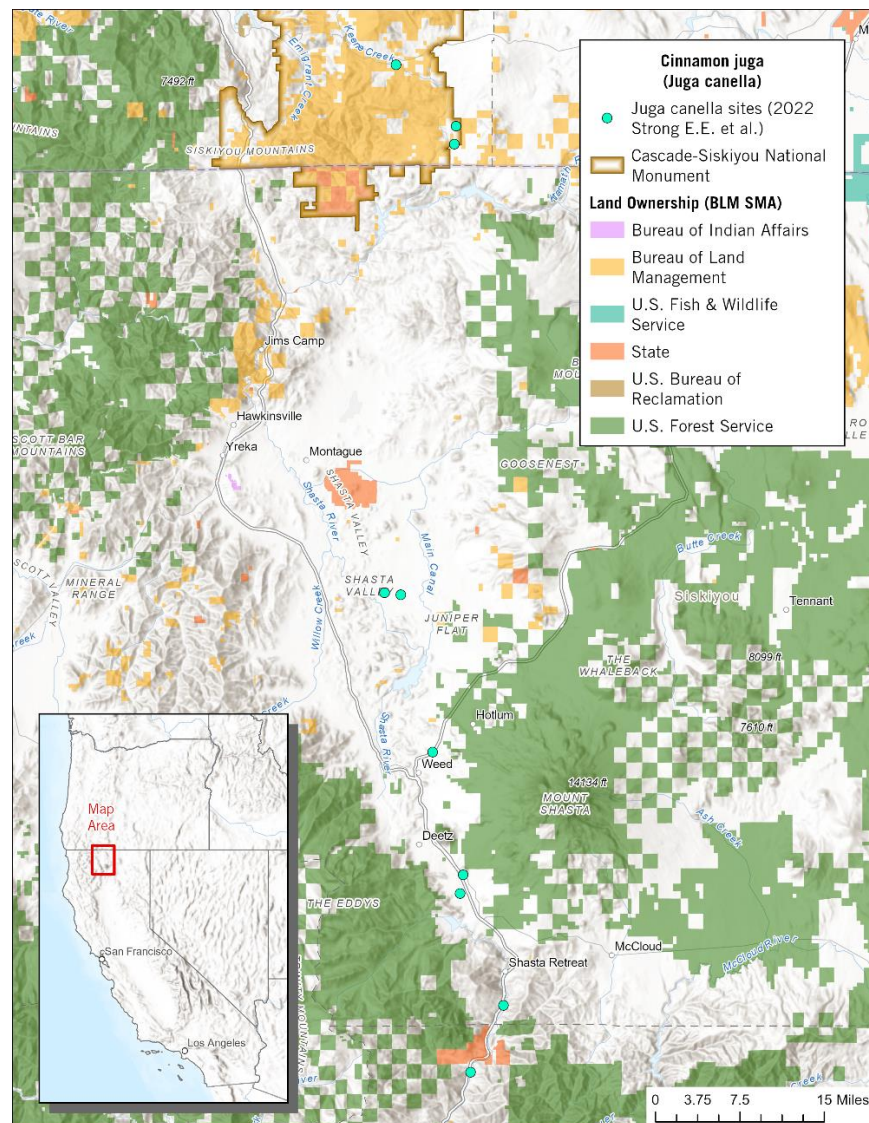 Cinnamon juga
(Juga canella)
Juga canella sites (2022
Strong E.E. et al.)
Cascade-Siskiyou National
Monument
Land Ownership (BLM SMA)
Bureau of Indian Affairs
Bureau of Land
Management
U.S. Fish & Wildlife
Service
State
U.S. Bureau of
Reclamation
U.S. Forest Service
River
Keene Creek
Emigrant Creek
7492 ft
SISKIYOU MOUNTAINS
Jims Camp
Hawkinsville
Yreka
SCOTT BAR
MOUNTAINS
Montague
GOOSENEST
SHASTA VALLEY
Shasta River
Main Canal
Butte Creek
SCOTT VALLEY
MINERAL
RANGE
SHASTA
VALLEY
Siskiyou
Tennant
JUNIPER
FLAT
Willow Creek
THE
WHALEBACK
8099 ft
Creek
Hotlum
7610 ft
Shasta River
Weed
14134 ft
MOUNT
SHASTA
Ash Creek
Deetz
THE EDDYS
McCloud
McCloud River
Shasta Retreat
MOUNTAINS
Creek
Map
Area
San Francisco
Los Angeles
0 3.75 7.5 15 Miles